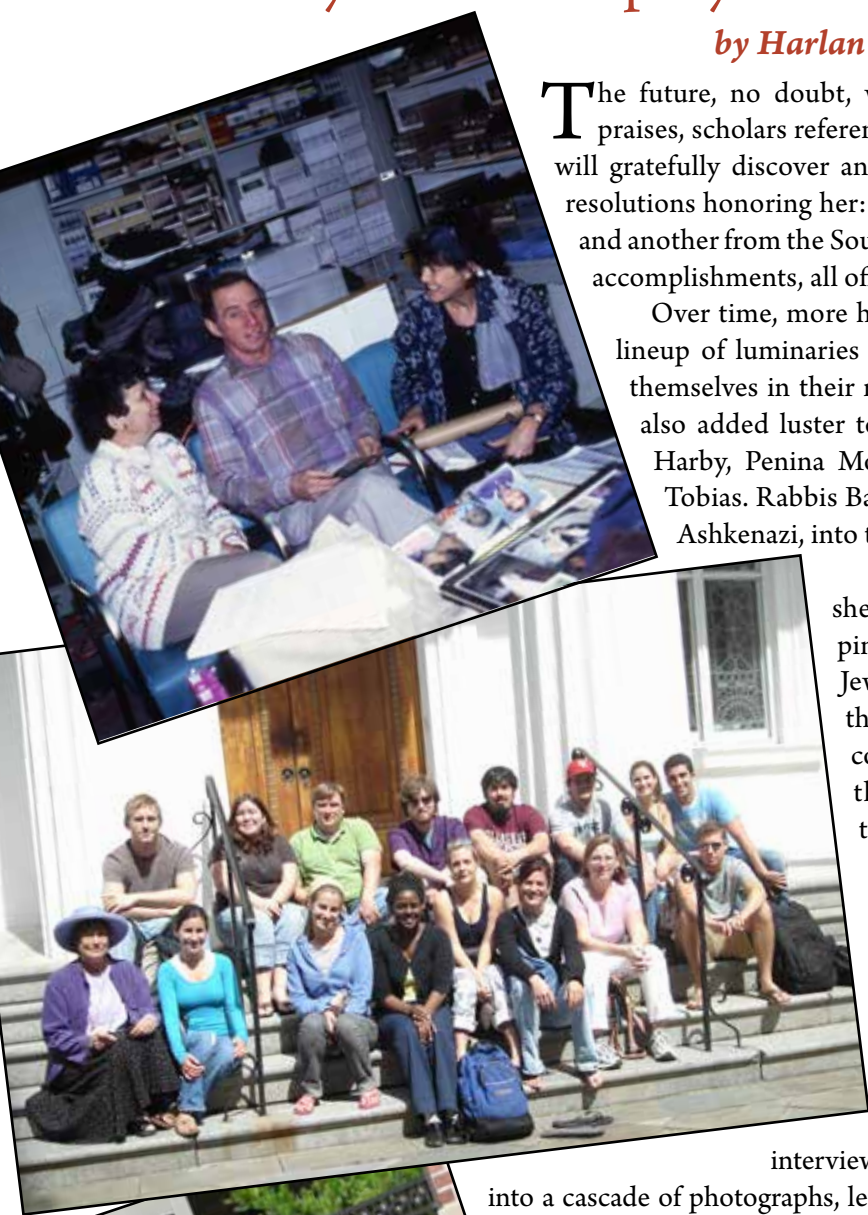 by Harlan
The future, no doubt, 
praises, scholars referen
will gratefully discover an
resolutions honoring her:
and another from the Sou
accomplishments, all of
Over time, more h
lineup of luminaries
themselves in their
also added luster to
Harby, Penina Mo
Tobias. Rabbis Ba
Ashkenazi, into t
she
pin
Jew
th
co
th
t
interview
into a cascade of photographs, le